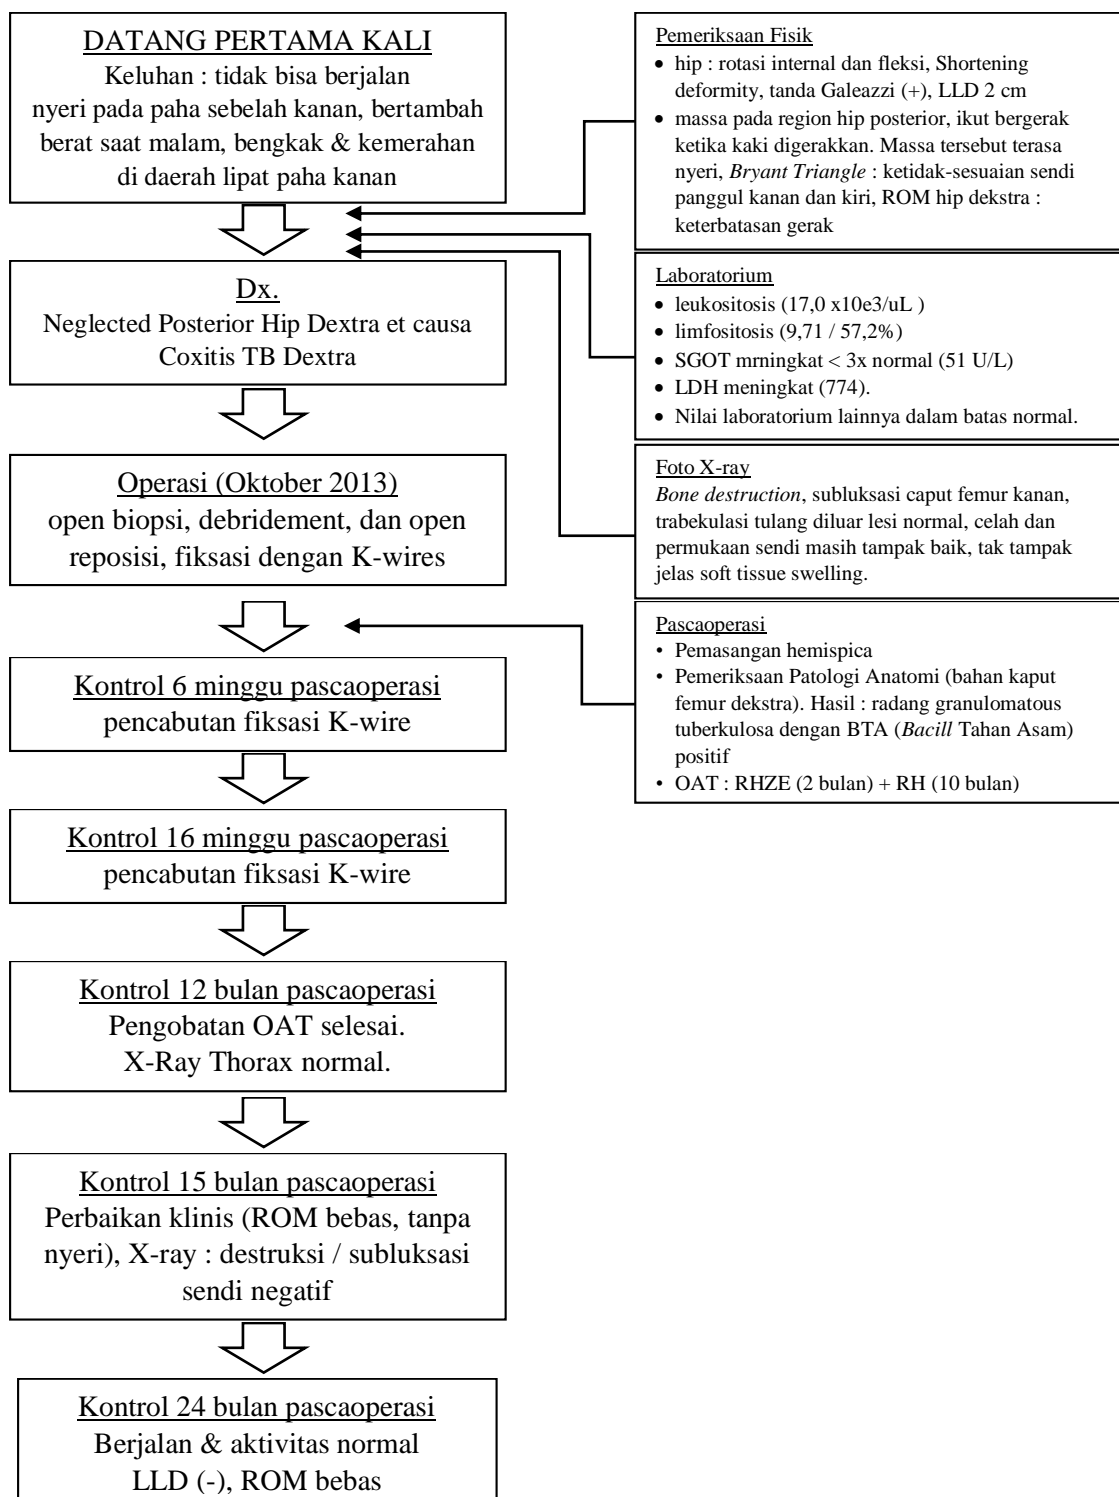 DATANG PERTAMA KALI
Keluhan : tidak bisa berjalan
nyeri pada paha sebelah kanan, bertambah
berat saat malam, bengkak & kemerahan
di daerah lipat paha kanan
Pemeriksaan Fisik
• hip : rotasi internal dan fleksi, Shortening
deformity, tanda Galeazzi (+), LLD 2 cm
• massa pada region hip posterior, ikut bergerak
ketika kaki digerakkan. Massa tersebut terasa
nyeri, Bryant Triangle : ketidak-sesuaian sendi
panggul kanan dan kiri, ROM hip dekstra :
keterbatasan gerak
Dx.
Neglected Posterior Hip Dextra et causa
Coxitis TB Dextra
Laboratorium
• leukositosis (17,0 x10e3/uL )
• limfositosis (9,71 / 57,2%)
• SGOT mrningkat < 3x normal (51 U/L)
• LDH meningkat (774).
• Nilai laboratorium lainnya dalam batas normal.
Operasi (Oktober 2013)
open biopsi, debridement, dan open
reposisi, fiksasi dengan K-wires
Foto X-ray
Bone destruction, subluksasi caput femur kanan,
trabekulasi tulang diluar lesi normal, celah dan
permukaan sendi masih tampak baik, tak tampak
jelas soft tissue swelling.
Kontrol 6 minggu pascaoperasi
pencabutan fiksasi K-wire
Pascaoperasi
• Pemasangan hemispica
• Pemeriksaan Patologi Anatomi (bahan kaput
femur dekstra). Hasil : radang granulomatous
tuberkulosa dengan BTA (Bacill Tahan Asam)
positif
• OAT : RHZE (2 bulan) + RH (10 bulan)
Kontrol 16 minggu pascaoperasi
pencabutan fiksasi K-wire
Kontrol 12 bulan pascaoperasi
Pengobatan OAT selesai.
X-Ray Thorax normal.
Kontrol 15 bulan pascaoperasi
Perbaikan klinis (ROM bebas, tanpa
nyeri), X-ray : destruksi / subluksasi
sendi negatif
Kontrol 24 bulan pascaoperasi
Berjalan & aktivitas normal
LLD (-), ROM bebas